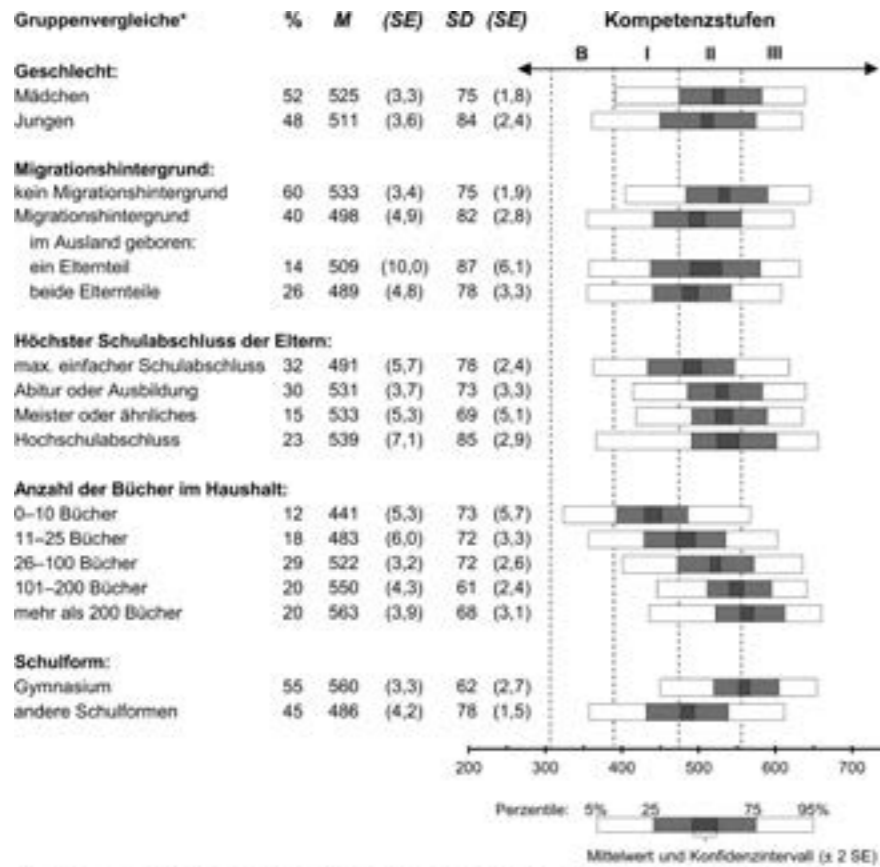 Gruppenvergleiche* % M (SE) SD (SE) Kompetenzstufen
B I II III
Geschlecht:
Mädchen 52 525 (3,3) 75 (1,8)
Jungen 48 511 (3,6) 84 (2,4)
Migrationshintergrund:
kein Migrationshintergrund 60 533 (3,4) 75 (1,9)
Migrationshintergrund 40 498 (4,9) 82 (2,8)
im Ausland geboren:
ein Elternteil 14 509 (10,0) 87 (6,1)
beide Elternteile 26 489 (4,8) 78 (3,3)
Höchster Schulabschluss der Eltern:
max. einfacher Schulabschluss 32 491 (5,7) 78 (2,4)
Abitur oder Ausbildung 30 531 (3,7) 73 (3,3)
Meister oder ähnliches 15 533 (5,3) 69 (5,1)
Hochschulabschluss 23 539 (7,1) 85 (2,9)
Anzahl der Bücher im Haushalt:
0–10 Bücher 12 441 (5,3) 73 (5,7)
11–25 Bücher 18 483 (6,0) 72 (3,3)
26–100 Bücher 29 522 (3,2) 72 (2,6)
101–200 Bücher 20 550 (4,3) 61 (2,4)
mehr als 200 Bücher 20 563 (3,9) 68 (3,1)
Schulform:
Gymnasium 55 560 (3,3) 62 (2,7)
andere Schulformen 45 486 (4,2) 78 (1,5)
200 300 400 500 600 700
Perzentile: 5% 25 75 95%
Mittelwert und Konfidenzintervall (± 2 SE)